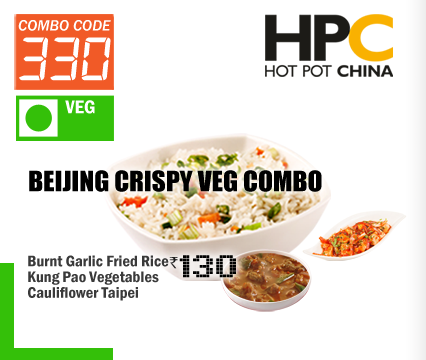 COMBO CODE
330
VEG
HPC
HOT POT CHINA
BEIJING CRISPY VEG COMBO
Burnt Garlic Fried Rice ₹130
Kung Pao Vegetables
Cauliflower Taipei